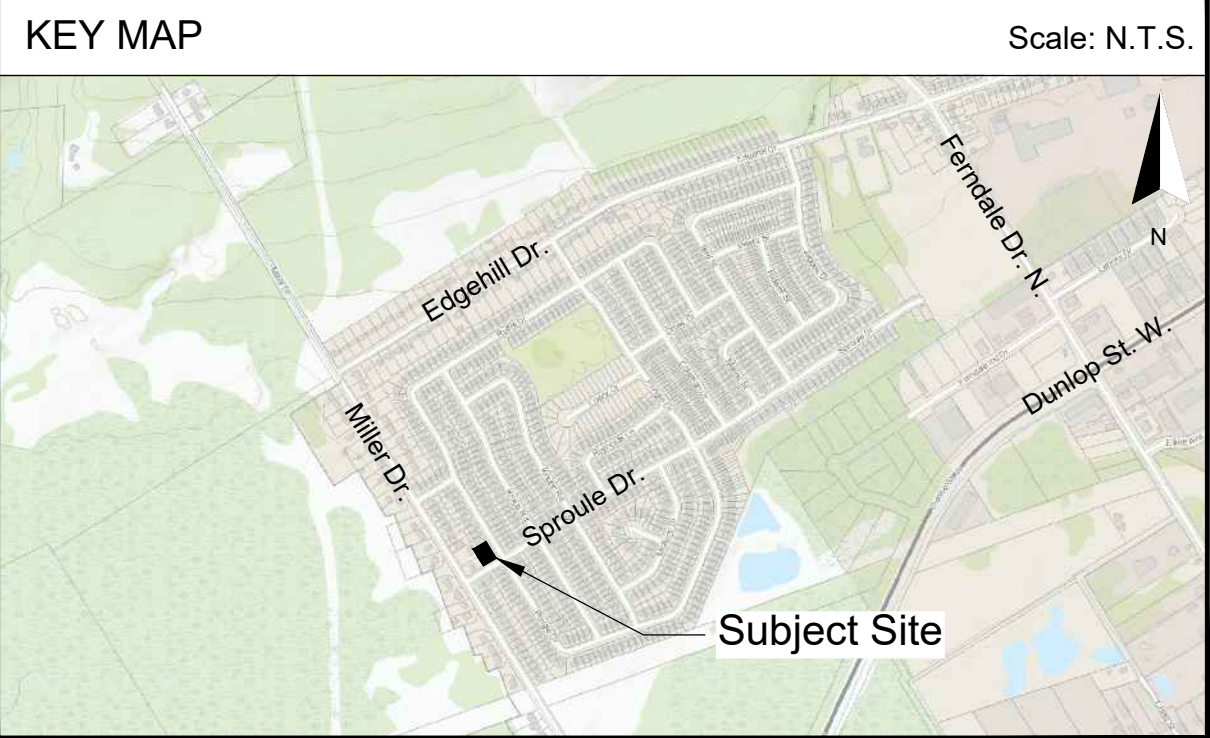 KEY MAP
Scale: N.T.S.
Ferndale Dr. N.
N
Edgehill Dr.
Dunlop St. W.
Miller Dr.
Sproule Dr.
Subject Site